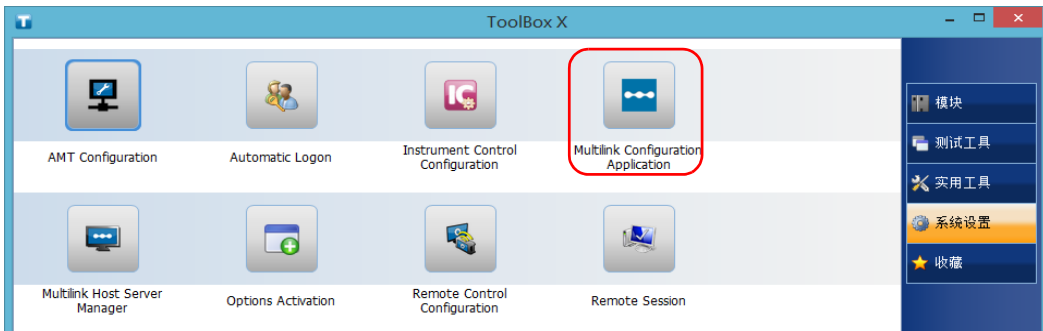 ToolBox X
AMT Configuration
Automatic Logon
Instrument Control
Configuration
Multilink Configuration
Application
Multilink Host Server
Manager
Options Activation
Remote Control
Configuration
Remote Session
模块
测试工具
实用工具
系统设置
收藏